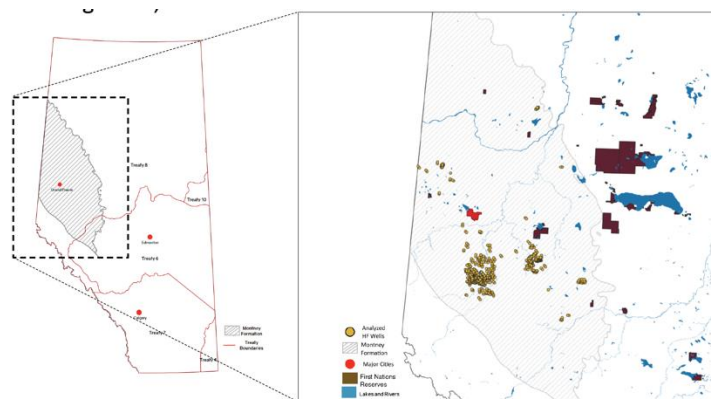 Treaty 8
Grande Prairie
Treaty 10
Edmonton
Treaty 6
Calgary
Treaty 7
Treaty 4
Montney
Formation
Treaty
Boundaries
Analyzed
HF Wells
Montney
Formation
Major Cities
First Nations
Reserves
Lakes and Rivers